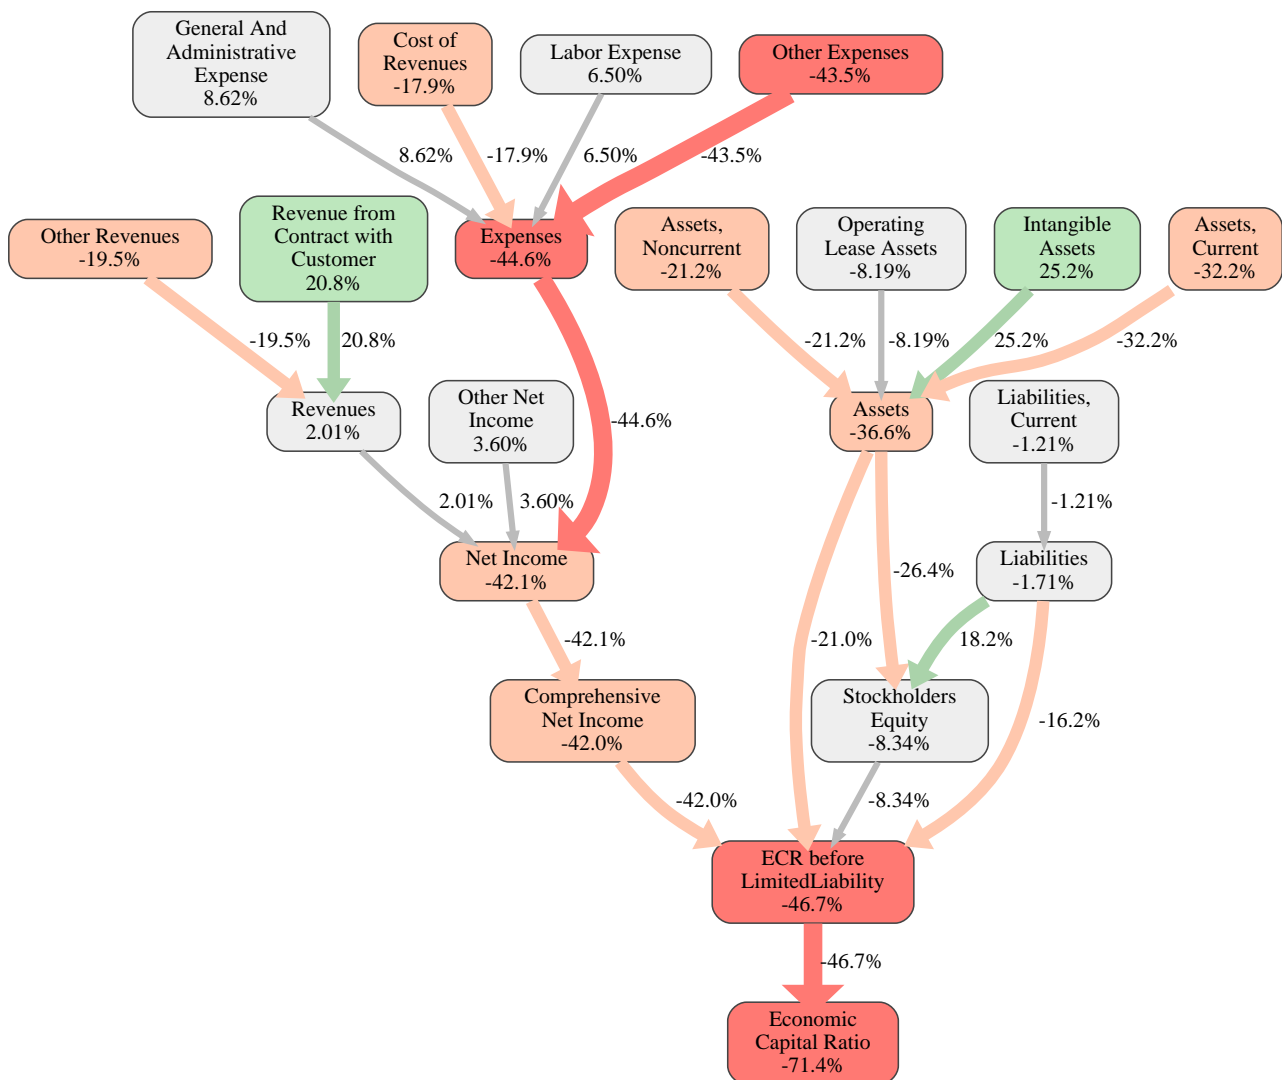 General And
Administrative
Expense
8.62%
Cost of
Revenues
-17.9%
Labor Expense
6.50%
Other Expenses
-43.5%
8.62%
-17.9%
6.50%
-43.5%
Other Revenues
-19.5%
Revenue from
Contract with
Customer
20.8%
Expenses
-44.6%
Assets,
Noncurrent
-21.2%
Operating
Lease Assets
-8.19%
Intangible
Assets
25.2%
Assets,
Current
-32.2%
-19.5%
20.8%
-21.2%
-8.19%
25.2%
-32.2%
Revenues
2.01%
Other Net
Income
3.60%
-44.6%
Assets
-36.6%
Liabilities,
Current
-1.21%
2.01%
3.60%
-1.21%
Net Income
-42.1%
-26.4%
Liabilities
-1.71%
-42.1%
-21.0%
18.2%
Comprehensive
Net Income
-42.0%
Stockholders
Equity
-8.34%
-16.2%
-42.0%
-8.34%
ECR before
LimitedLiability
-46.7%
-46.7%
Economic
Capital Ratio
-71.4%